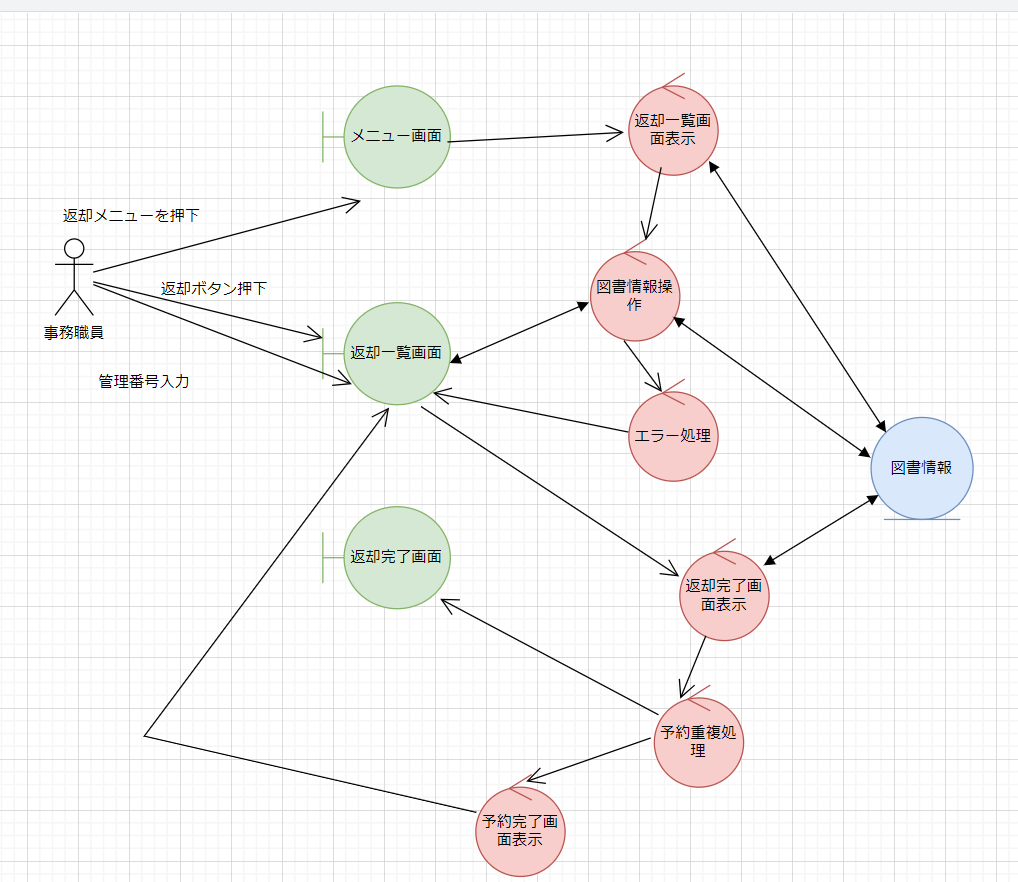 メニュー画面
返却一覧画
面表示
返却メニューを押下
返却ボタン押下
図書情報操
作
事務職員
返却一覧画面
管理番号入力
エラー処理
図書情報
返却完了画面
返却完了画
面表示
予約重複処
理
予約完了画
面表示